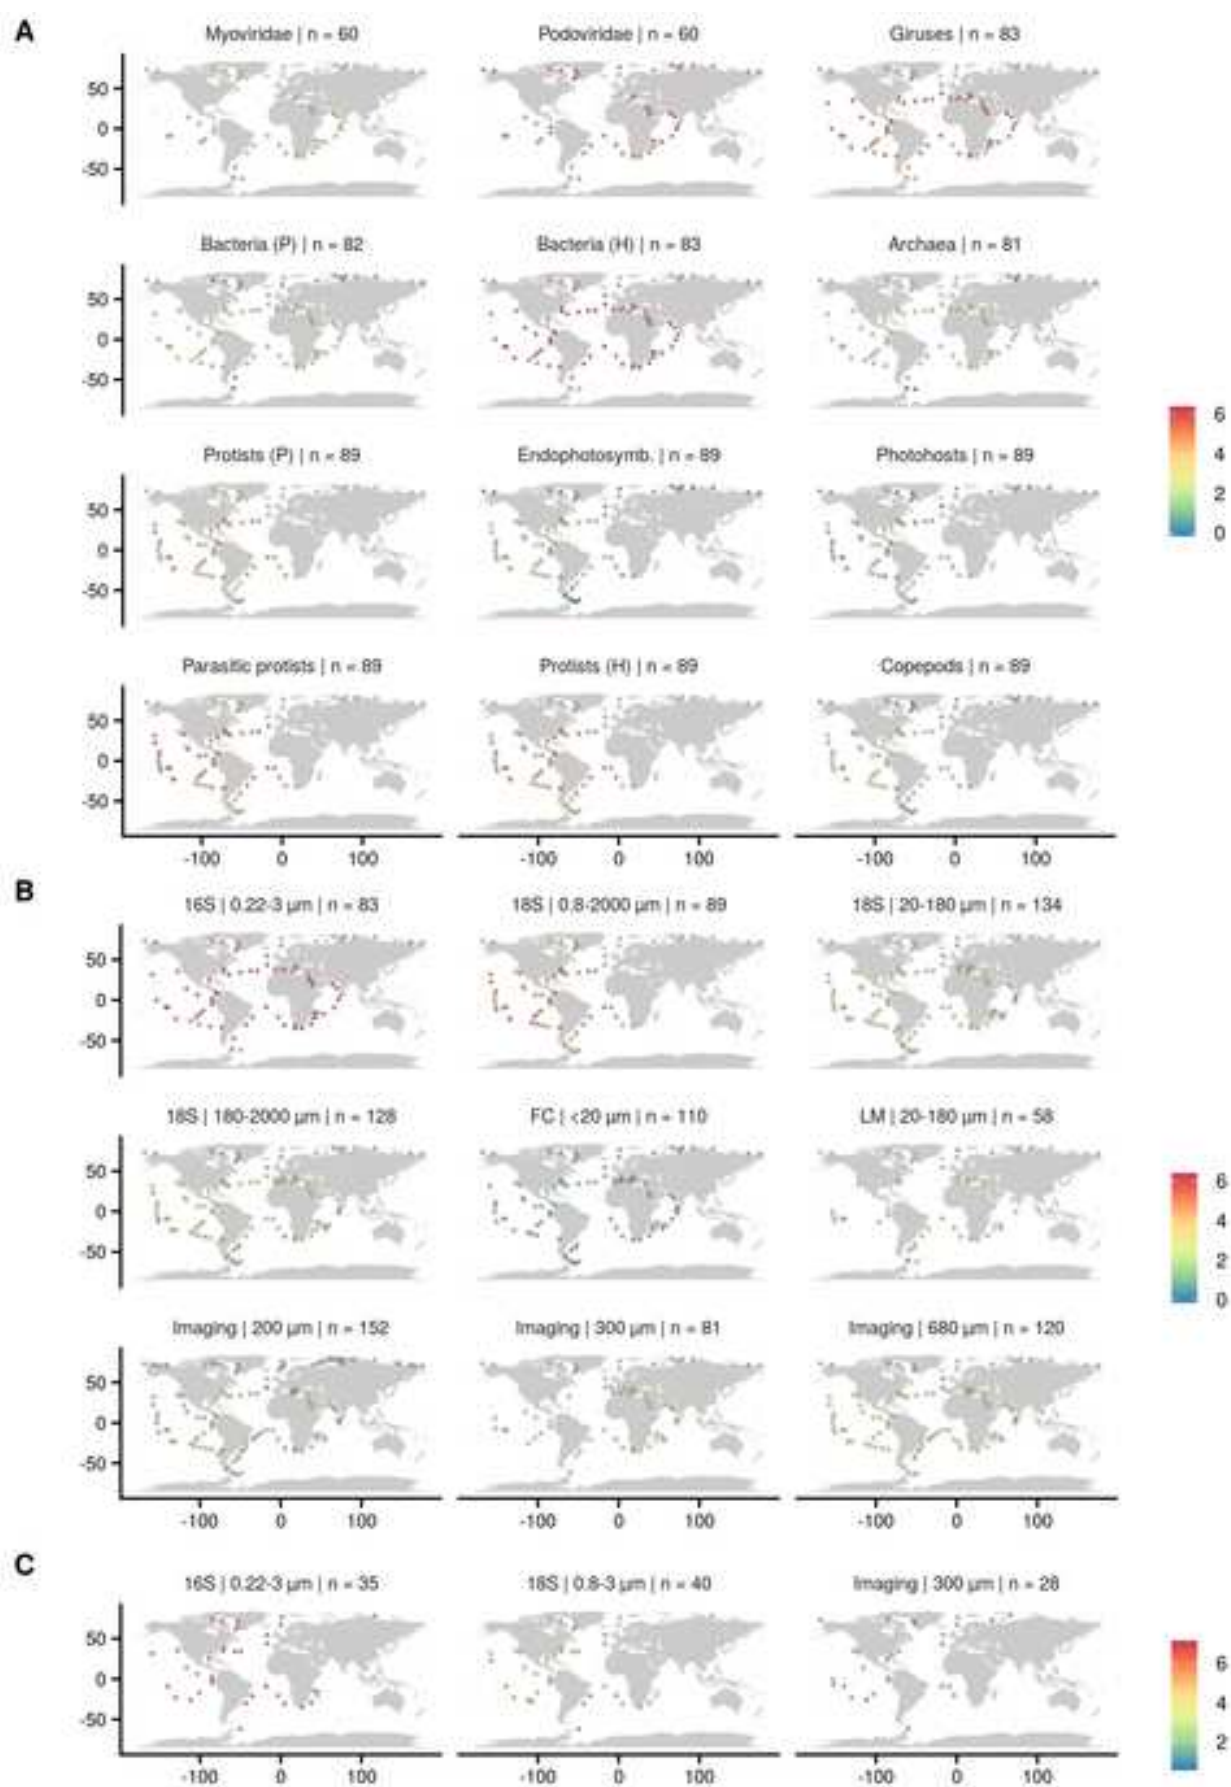 A
Myoviridae | n = 60 Podoviridae | n = 60 Giruses | n = 83
50
0
-50
Bacteria (P) | n = 82 Bacteria (H) | n = 83 Archaea | n = 81
50
0
-50
6
4
2
0
Protists (P) | n = 89 Endophotosymb. | n = 89 Photohosts | n = 89
50
0
-50
Parasitic protists | n = 89 Protists (H) | n = 89 Copepods | n = 89
50
0
-50
-100 0 100 -100 0 100 -100 0 100
B
16S | 0.22-3 µm | n = 83 18S | 0.8-2000 µm | n = 89 18S | 20-180 µm | n = 134
50
0
-50
18S | 180-2000 µm | n = 128 FC | <20 µm | n = 110 LM | 20-180 µm | n = 58
50
0
-50
6
4
2
0
Imaging | 200 µm | n = 152 Imaging | 300 µm | n = 81 Imaging | 680 µm | n = 120
50
0
-50
-100 0 100 -100 0 100 -100 0 100
C
16S | 0.22-3 µm | n = 35 18S | 0.8-3 µm | n = 40 Imaging | 300 µm | n = 28
50
0
-50
6
4
2
-100 0 100 -100 0 100 -100 0 100